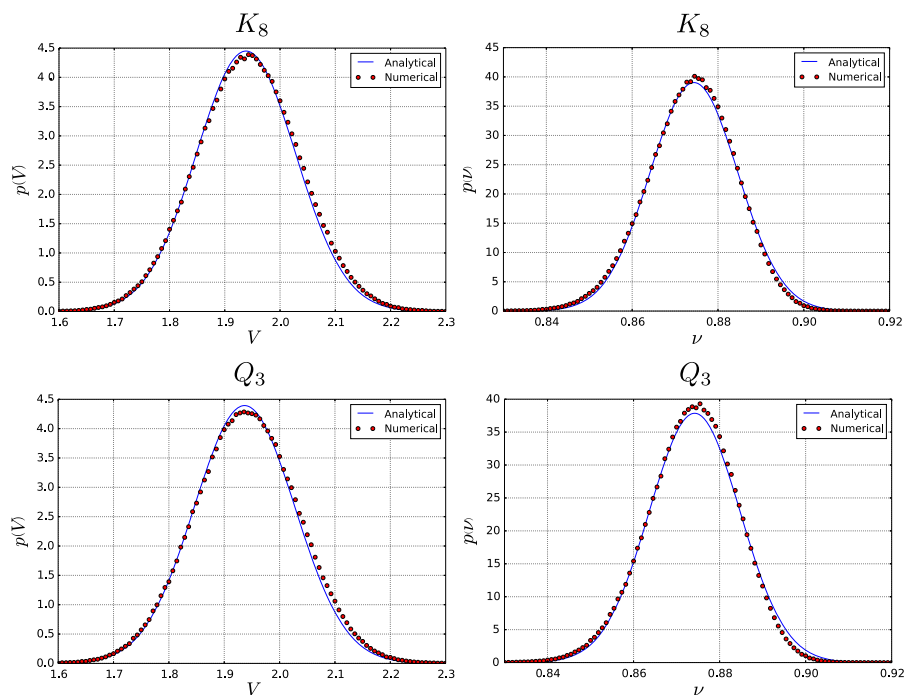 K₈
4.5
4.0
3.5
3.0
2.5
2.0
1.5
1.0
0.5
0.0
p(V)
1.6 1.7 1.8 1.9 2.0 2.1 2.2 2.3
V
Analytical
Numerical
K₈
45
40
35
30
25
20
15
10
5
0
p(ν)
0.84 0.86 0.88 0.90 0.92
ν
Analytical
Numerical
Q₃
4.5
4.0
3.5
3.0
2.5
2.0
1.5
1.0
0.5
0.0
p(V)
1.6 1.7 1.8 1.9 2.0 2.1 2.2 2.3
V
Analytical
Numerical
Q₃
40
35
30
25
20
15
10
5
0
p(ν)
0.84 0.86 0.88 0.90 0.92
ν
Analytical
Numerical